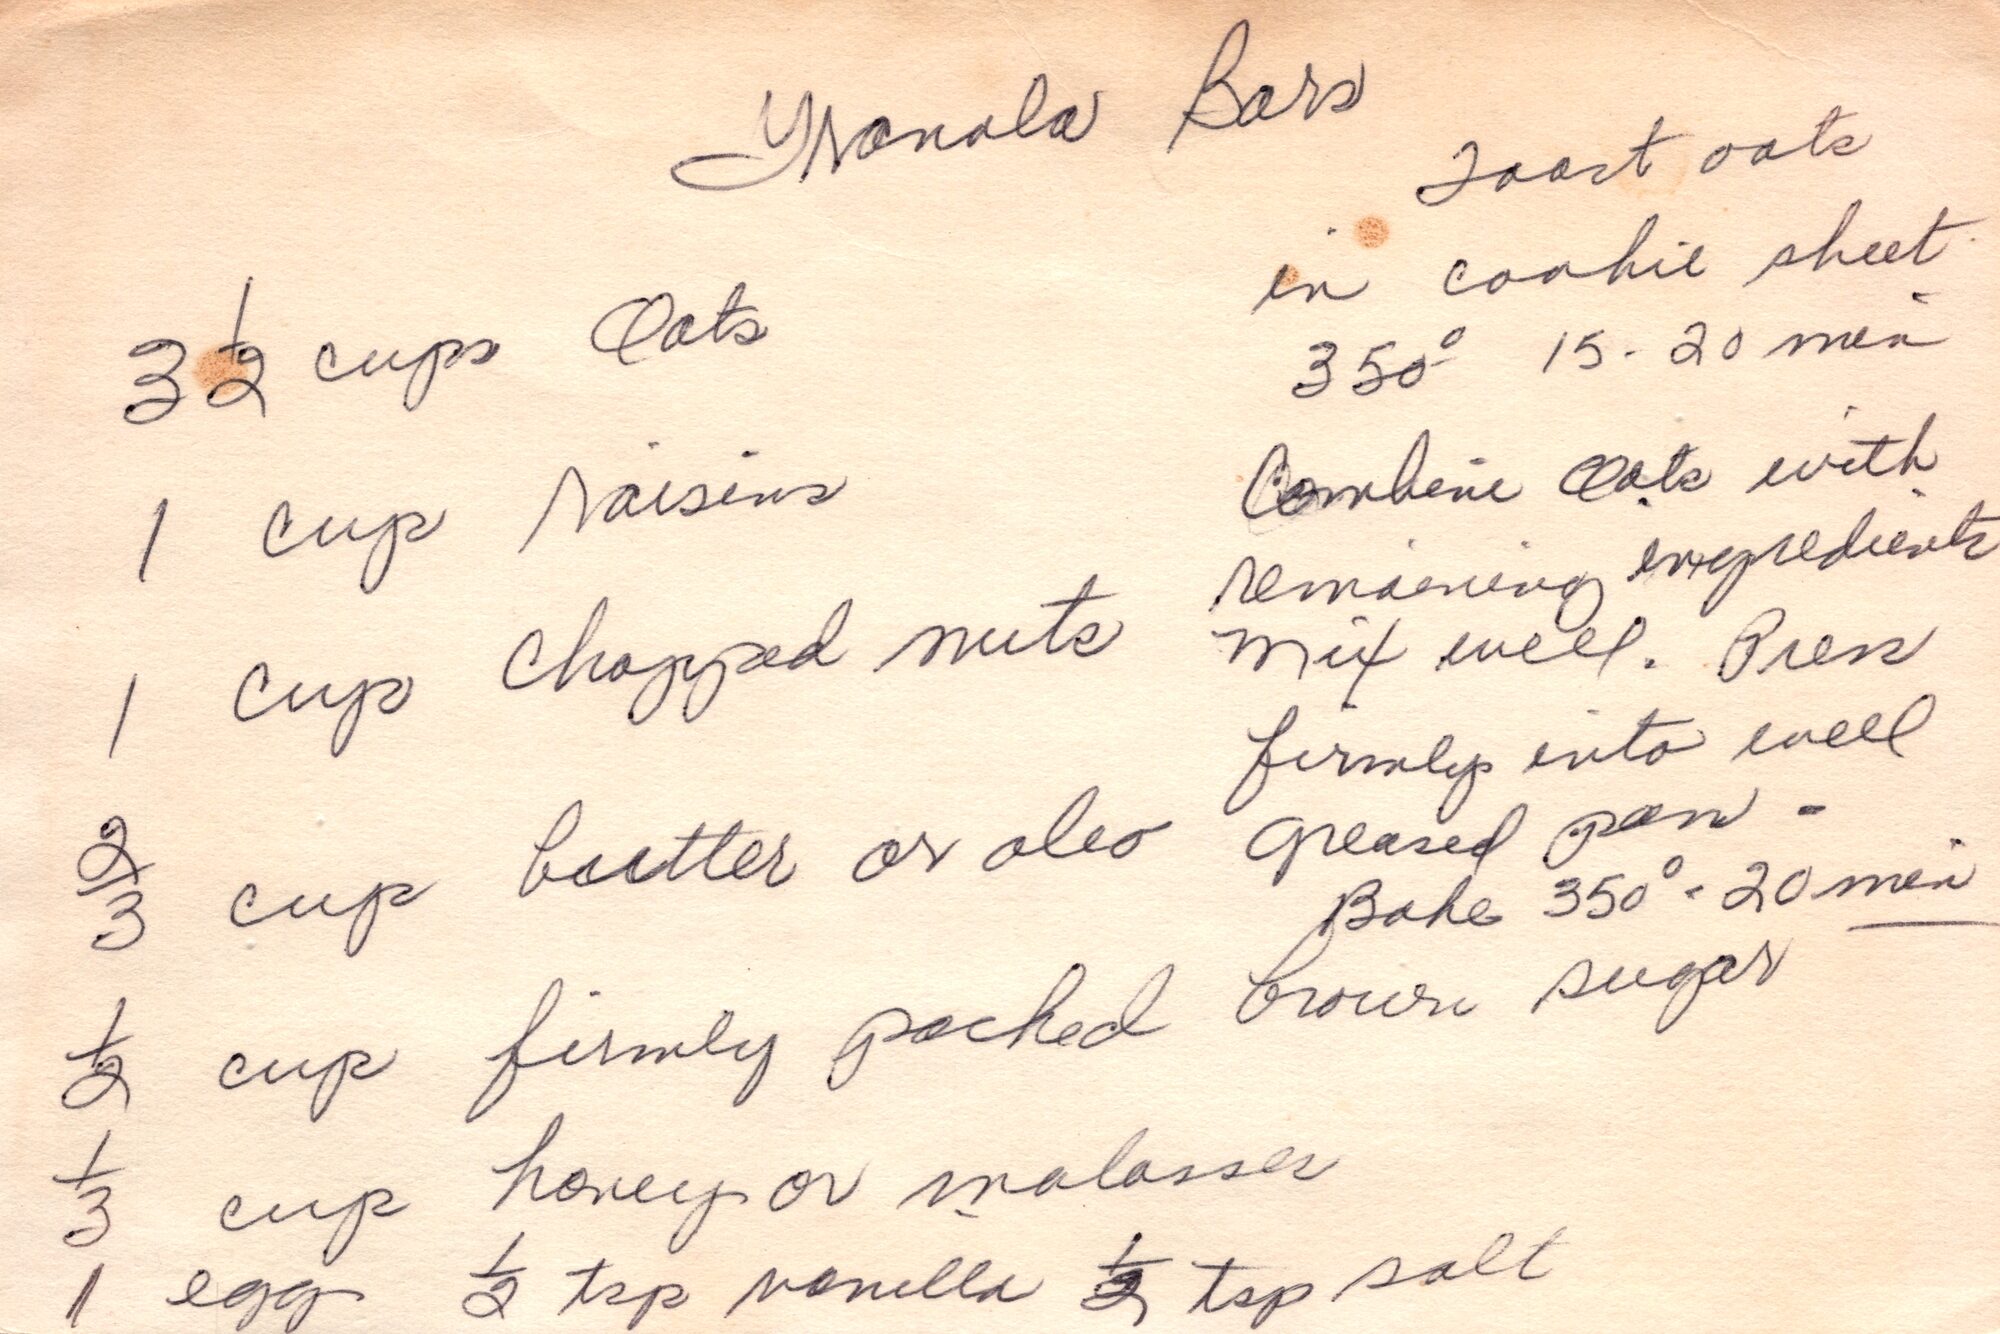 Granola Bars
3 1/2 cups Oats
1 cup raisins
1 cup chopped nuts
2/3 cup butter or oleo
1/2 cup firmly packed brown sugar
1/3 cup honey or molasses
1 egg 1/2 tsp vanilla 1/2 tsp salt
Toast oats
in cookie sheet
350° 15-20 min
Combine Oats with
remaining ingredients
Mix well. Press
firmly into well
greased pan -
Bake 350° - 20 min